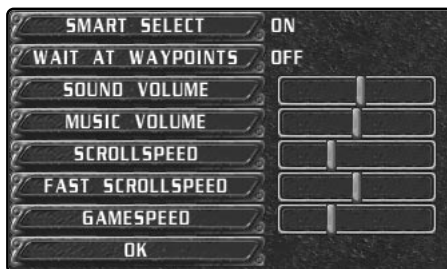 SMART SELECT ON
WAIT AT WAYPOINTS OFF
SOUND VOLUME
MUSIC VOLUME
SCROLLSPEED
FAST SCROLLSPEED
GAMESPEED
OK